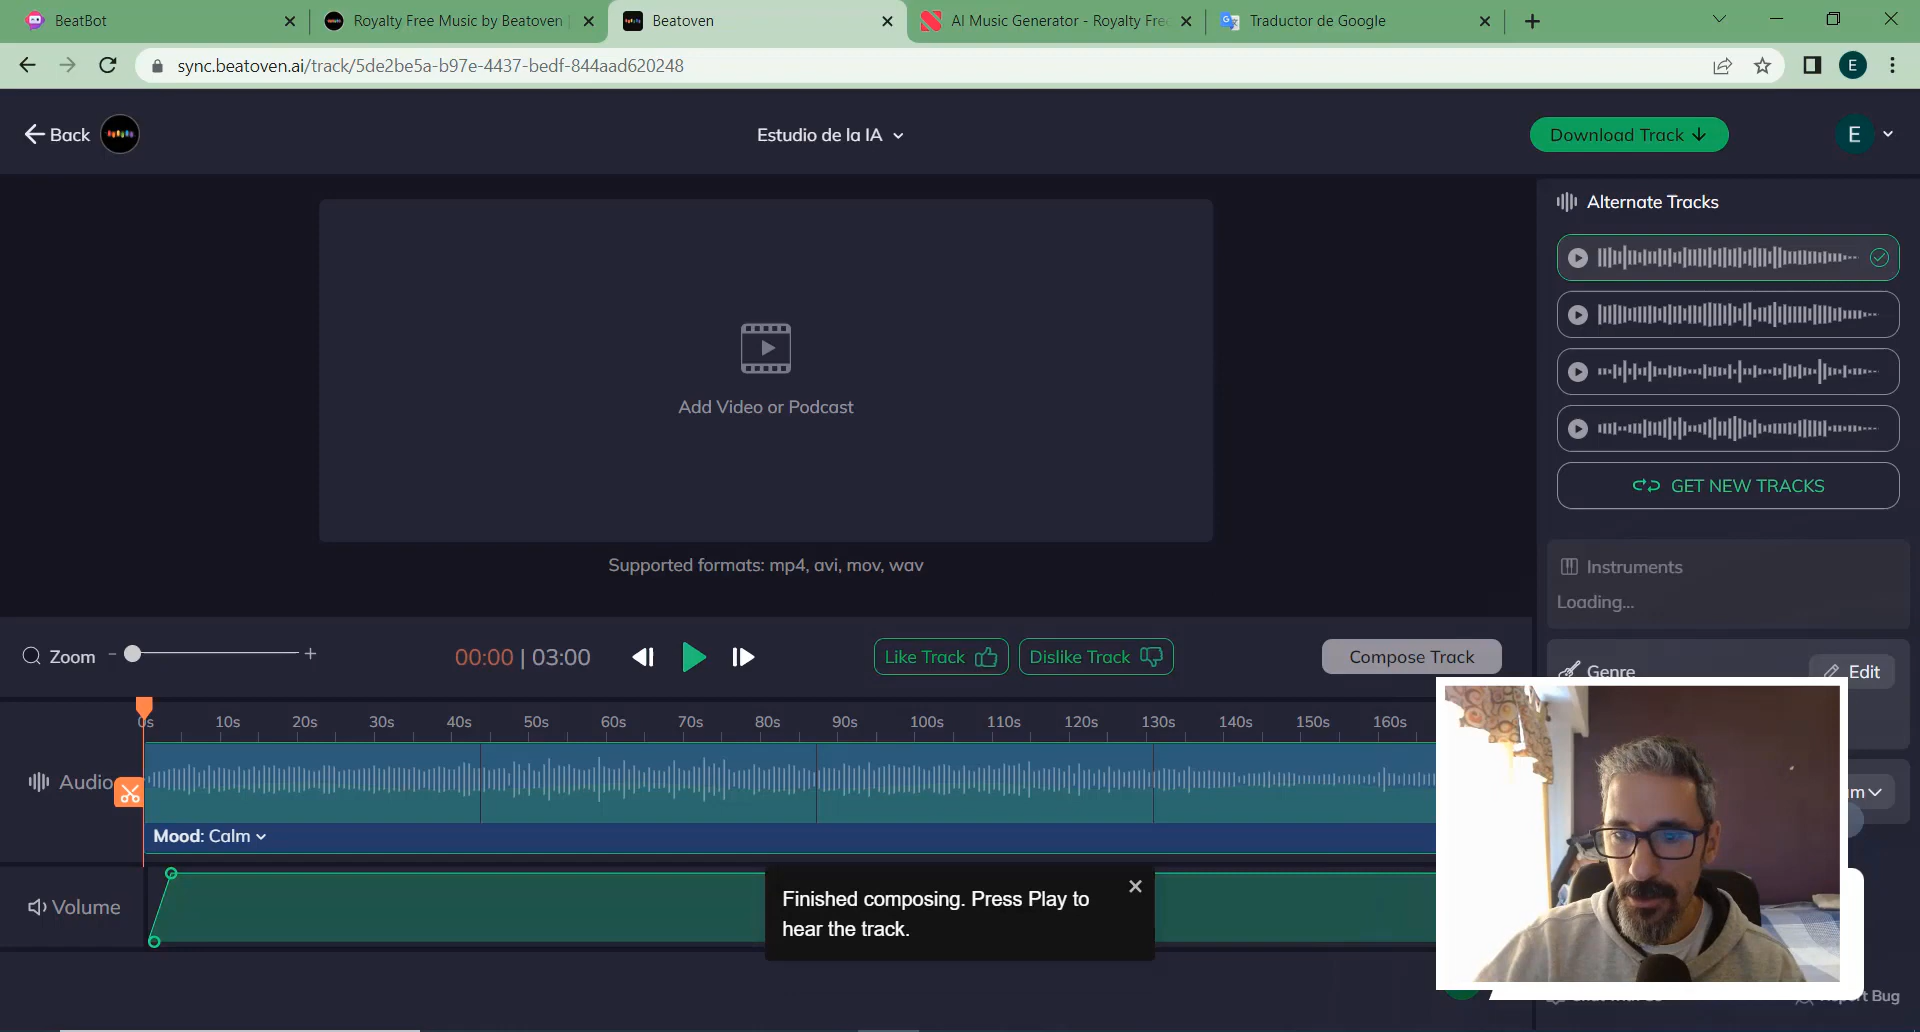 BeatBot
Royalty Free Music by Beatoven
Beatoven
AI Music Generator - Royalty Free
Traductor de Google
sync.beatoven.ai/track/5de2be5a-b97e-4437-bedf-844aad620248
E
Back
Estudio de la IA
Download Track
E
Alternate Tracks
Add Video or Podcast
GET NEW TRACKS
Supported formats: mp4, avi, mov, wav
Instruments
Loading...
Zoom
00:00 | 03:00
Like Track
Dislike Track
Compose Track
Genre
Edit
0s 10s 20s 30s 40s 50s 60s 70s 80s 90s 100s 110s 120s 130s 140s 150s 160s
Audio
m
Mood: Calm
Volume
Finished composing. Press Play to
hear the track.
Bug